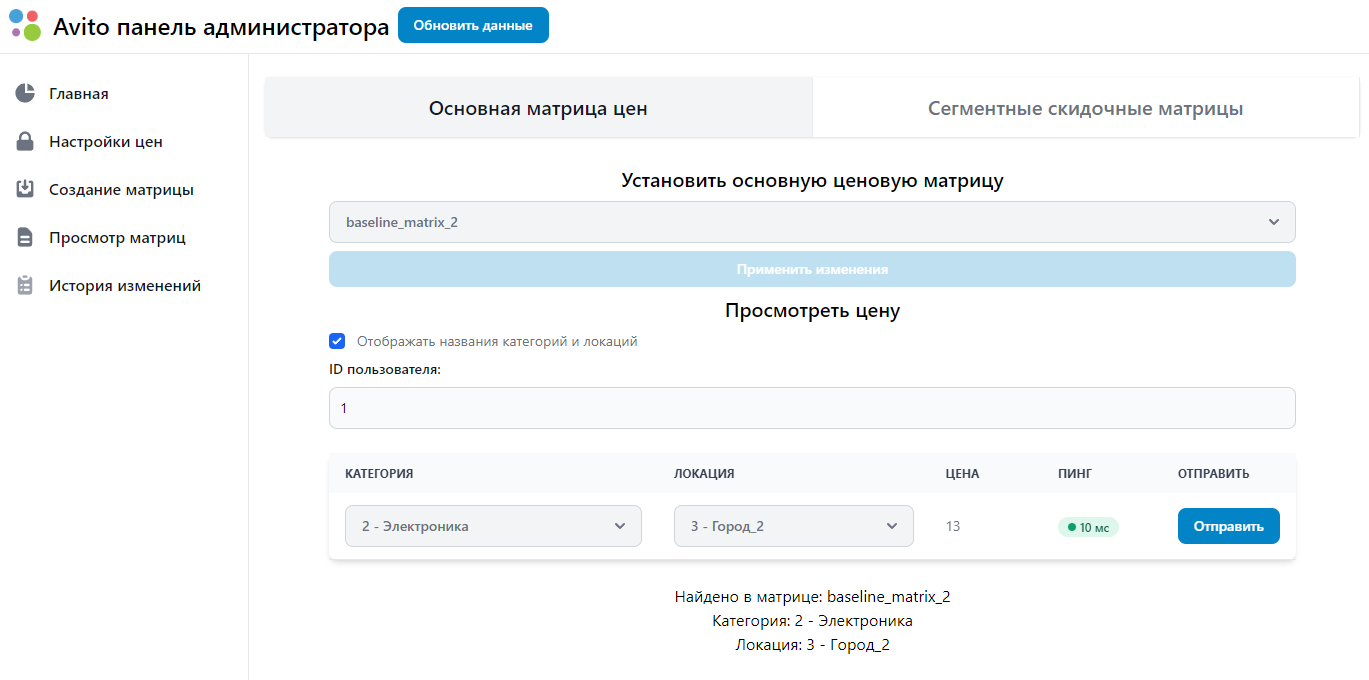 Avito панель администратора
Обновить данные
Главная
Настройки цен
Создание матрицы
Просмотр матриц
История изменений
Основная матрица цен
Сегментные скидочные матрицы
Установить основную ценовую матрицу
baseline_matrix_2
Применить изменения
Просмотреть цену
Отображать названия категорий и локаций
ID пользователя:
1
КАТЕГОРИЯ ЛОКАЦИЯ ЦЕНА ПИНГ ОТПРАВИТЬ
2 - Электроника 3 - Город_2 13 10 мс Отправить
Найдено в матрице: baseline_matrix_2
Категория: 2 - Электроника
Локация: 3 - Город_2